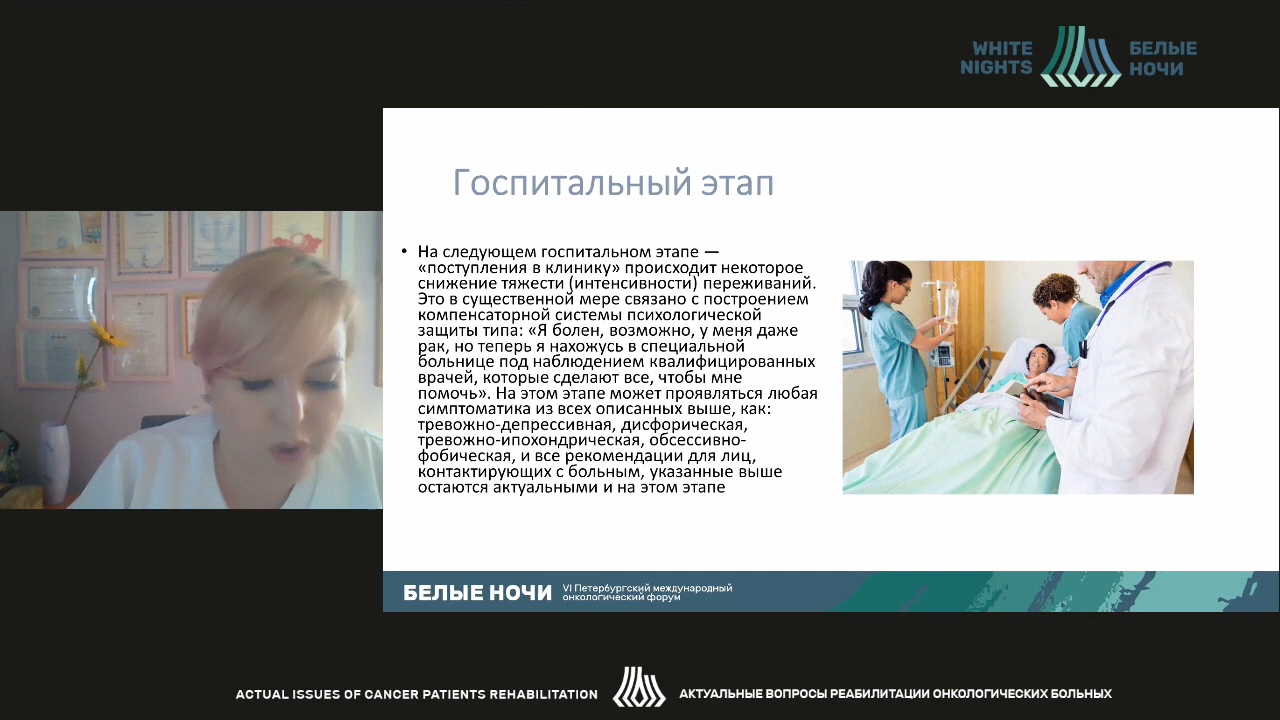 WHITE
NIGHTS
БЕЛЫЕ
НОЧИ
Госпитальный этап
• На следующем госпитальном этапе —
«поступления в клинику» происходит некоторое
снижение тяжести (интенсивности) переживаний.
Это в существенной мере связано с построением
компенсаторной системы психологической
защиты типа: «Я болен, возможно, у меня даже
рак, но теперь я нахожусь в специальной
больнице под наблюдением квалифицированных
врачей, которые сделают все, чтобы мне
помочь». На этом этапе может проявляться любая
симптоматика из всех описанных выше, как:
тревожно-депрессивная, дисфорическая,
тревожно-ипохондрическая, обсессивно-
фобическая, и все рекомендации для лиц,
контактирующих с больным, указанные выше
остаются актуальными и на этом этапе
БЕЛЫЕ НОЧИ
VI Петербургский международный
онкологический форум
ACTUAL ISSUES OF CANCER PATIENTS REHABILITATION
АКТУАЛЬНЫЕ ВОПРОСЫ РЕАБИЛИТАЦИИ ОНКОЛОГИЧЕСКИХ БОЛЬНЫХ